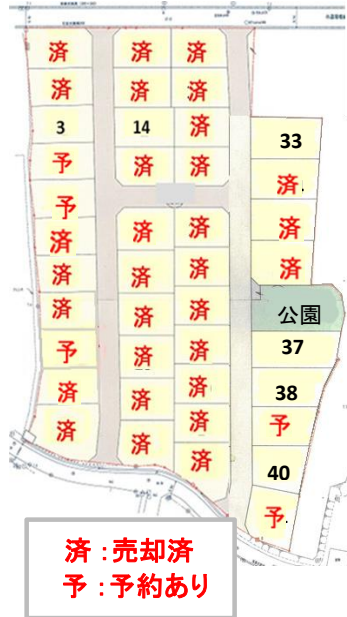 済 済 済
済 済 済
3 14 済 33
予 済 済 済
予
済 済 済 済
済 済 済 済
済 済 済 公園
予 済 済 37
済 済 済 38
済 済 済 予
済 40
予
済：売却済
予：予約あり